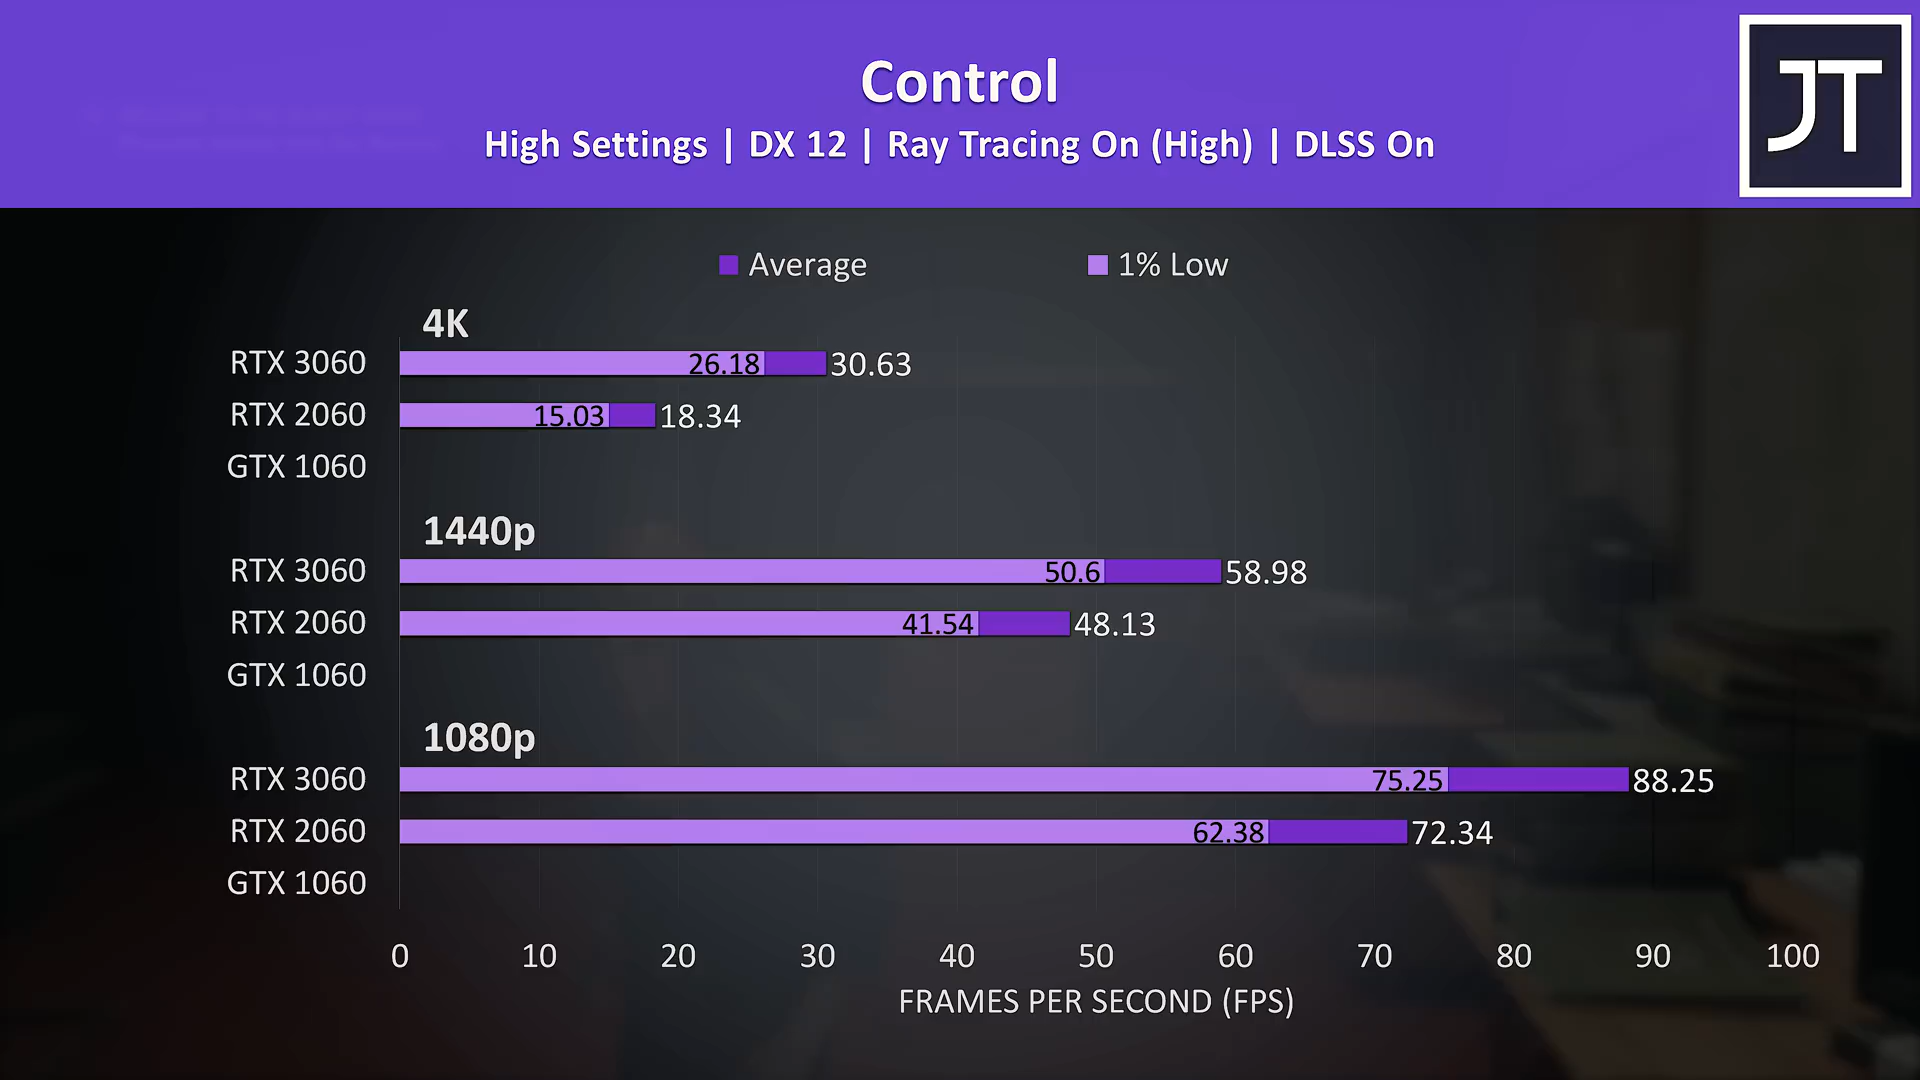 Control
JT
High Settings | DX 12 | Ray Tracing On (High) | DLSS On
Average
1% Low
4K
RTX 3060 26.18 30.63
RTX 2060 15.03 18.34
GTX 1060
1440p
RTX 3060 50.6 58.98
RTX 2060 41.54 48.13
GTX 1060
1080p
RTX 3060 75.25 88.25
RTX 2060 62.38 72.34
GTX 1060
0 10 20 30 40 50 60 70 80 90 100
FRAMES PER SECOND (FPS)